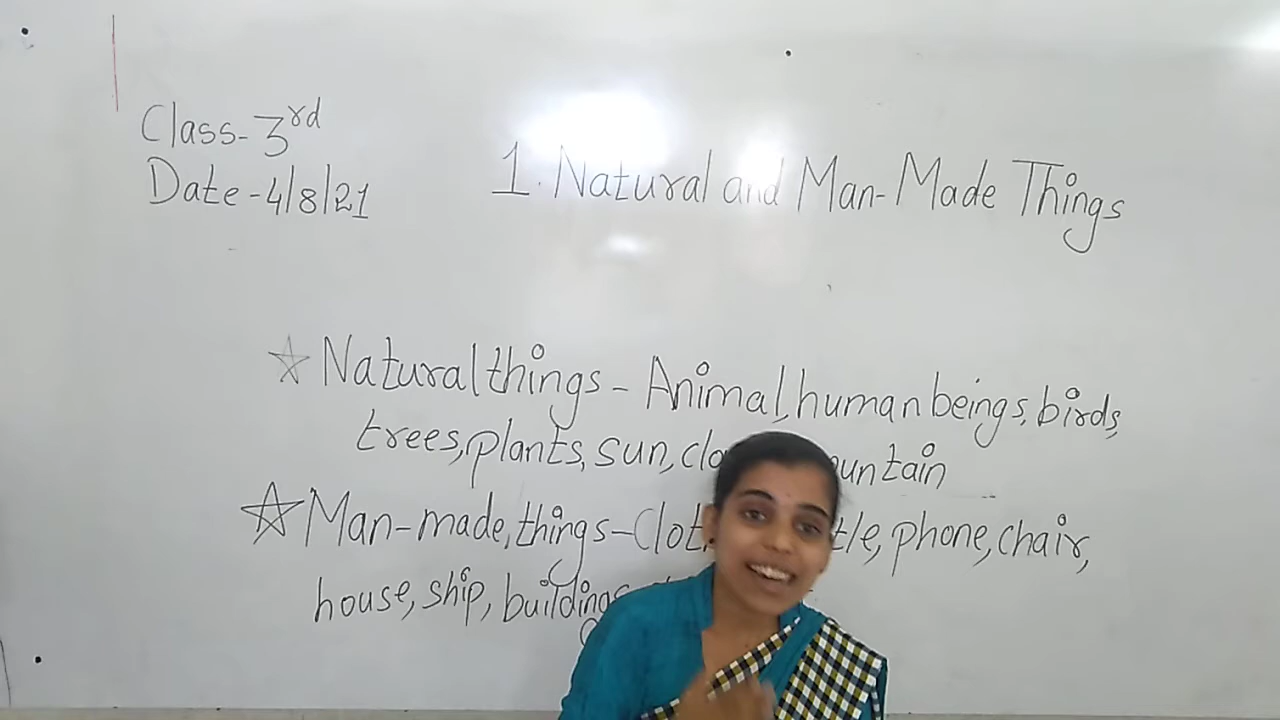 Class-3rd
Date-4/8/21
1. Natural and Man-Made Things
☆ Natural things - Animal, human beings, birds,
trees, plants, sun,
☆ Man-made, things - phone, chair,
house, ship, buildings